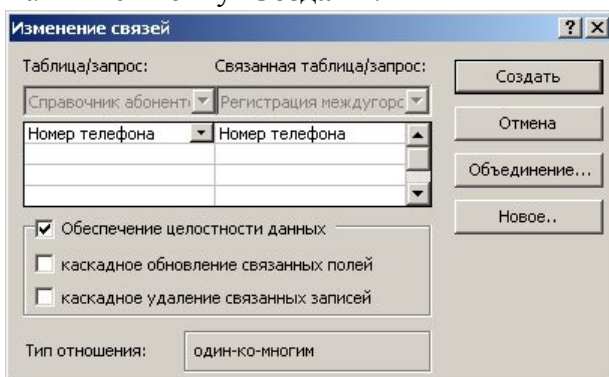 Изменение связей
Таблица/запрос: Связанная таблица/запрос:
Справочник абонент Регистрация междугорс
Номер телефона Номер телефона
Обеспечение целостности данных
каскадное обновление связанных полей
каскадное удаление связанных записей
Тип отношения: один-ко-многим
Создать
Отмена
Объединение...
Новое..